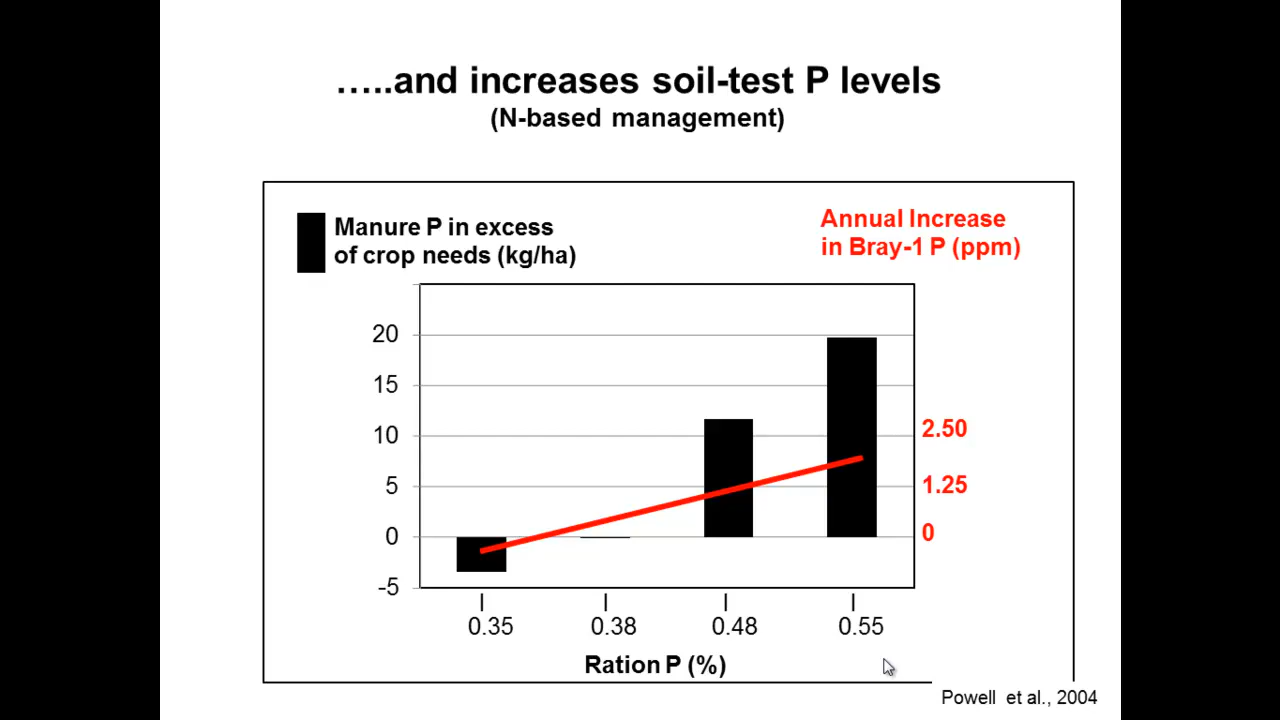 …..and increases soil-test P levels
(N-based management)
Manure P in excess
of crop needs (kg/ha)
Annual Increase
in Bray-1 P (ppm)
20
15
10
5
0
-5
2.50
1.25
0
0.35
0.38
0.48
0.55
Ration P (%)
Powell  et al., 2004